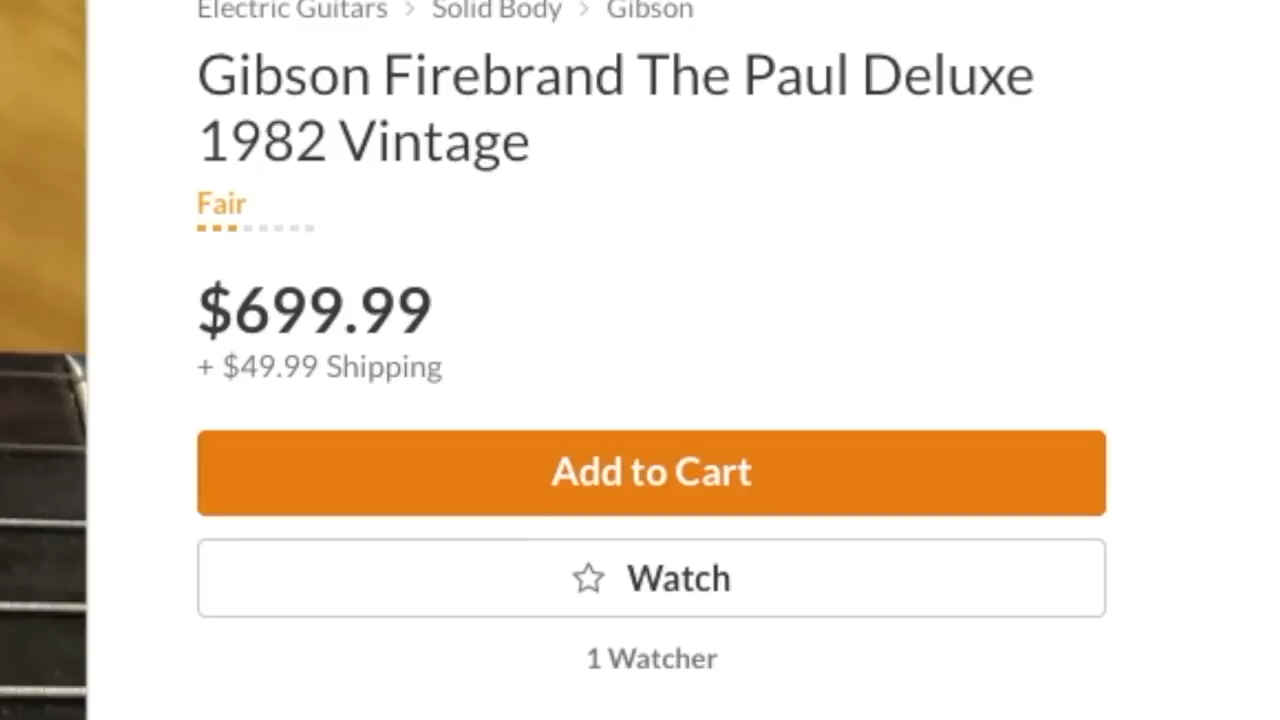 Electric Guitars > Solid Body > Gibson
Gibson Firebrand The Paul Deluxe
1982 Vintage
Fair
$699.99
+ $49.99 Shipping
Add to Cart
Watch
1 Watcher